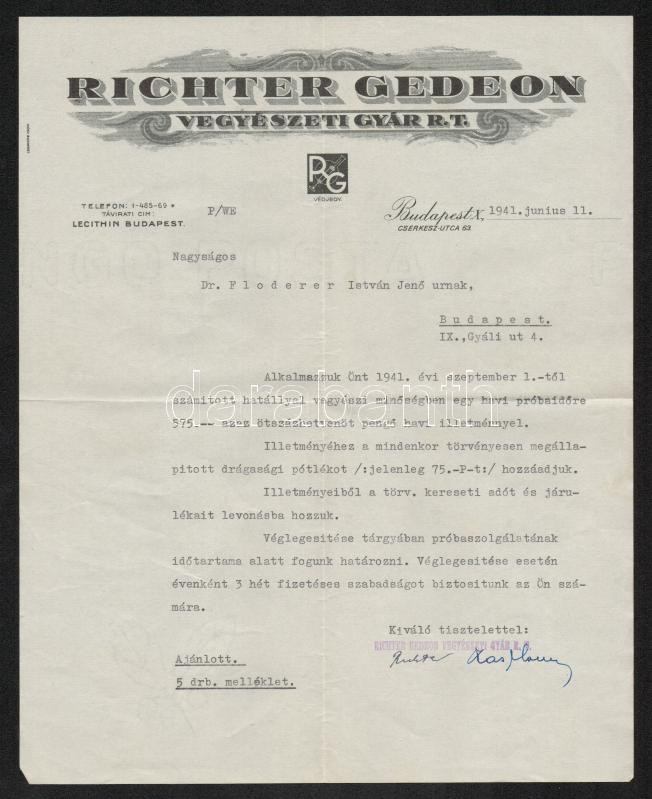 RICHTER GEDEON
VEGYÉSZETI GYÁR R.T.
RG
VÉDJEGY.
TELEFON: 1-485-69 *
TÁVIRATI CIM:
LECITHIN BUDAPEST.
P/WE
Budapest, X, 1941. junius 11.
CSERKESZ-UTCA 63.
Nagyságos
Dr. Floderer István Jenő urnak,
Budapest.
IX., Gyáli ut 4.
Alkalmazzuk Önt 1941. évi szeptember 1.-től
számitott hatállyal vegyészi minőségben egy havi próbaidőre
575.-- azaz ötszázhetvenöt pengő havi illetménnyel.
Illetményéhez a mindenkor törvényesen megálla-
pitott drágasági pótlékot /:jelenleg 75.-P-t:/ hozzáadjuk.
Illetményeiből a törv. kereseti adót és járu-
lékait levonásba hozzuk.
Véglegesitése tárgyában próbaszolgálatának
időtartama alatt fogunk határozni. Véglegesitése esetén
évenként 3 hét fizetéses szabadságot biztositunk az Ön szá-
mára.
Kiváló tisztelettel:
RICHTER GEDEON VEGYÉSZETI GYÁR R. T.
Richter
Ajánlott.
5 drb. melléklet.
darabanth